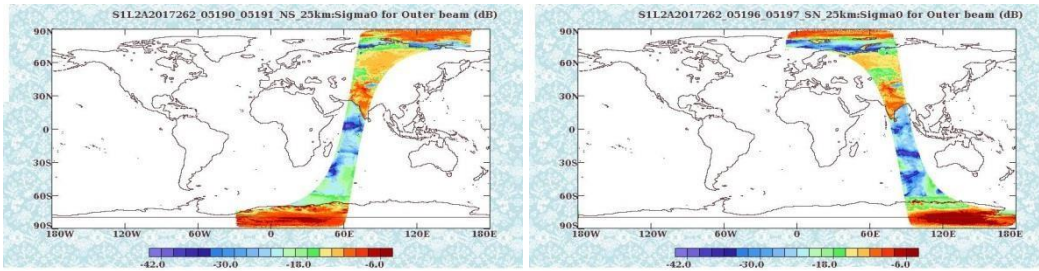 S1L2A2017262_05190_05191_NS_25km:Sigma0 for Outer beam (dB)
90N
60N
30N
0
30S
60S
90S
180W 120W 60W 0 60E 120E 180E
-42.0 -30.0 -18.0 -6.0
S1L2A2017262_05196_05197_SN_25km:Sigma0 for Outer beam (dB)
90N
60N
30N
0
30S
60S
90S
180W 120W 60W 0 60E 120E 180E
-42.0 -30.0 -18.0 -6.0